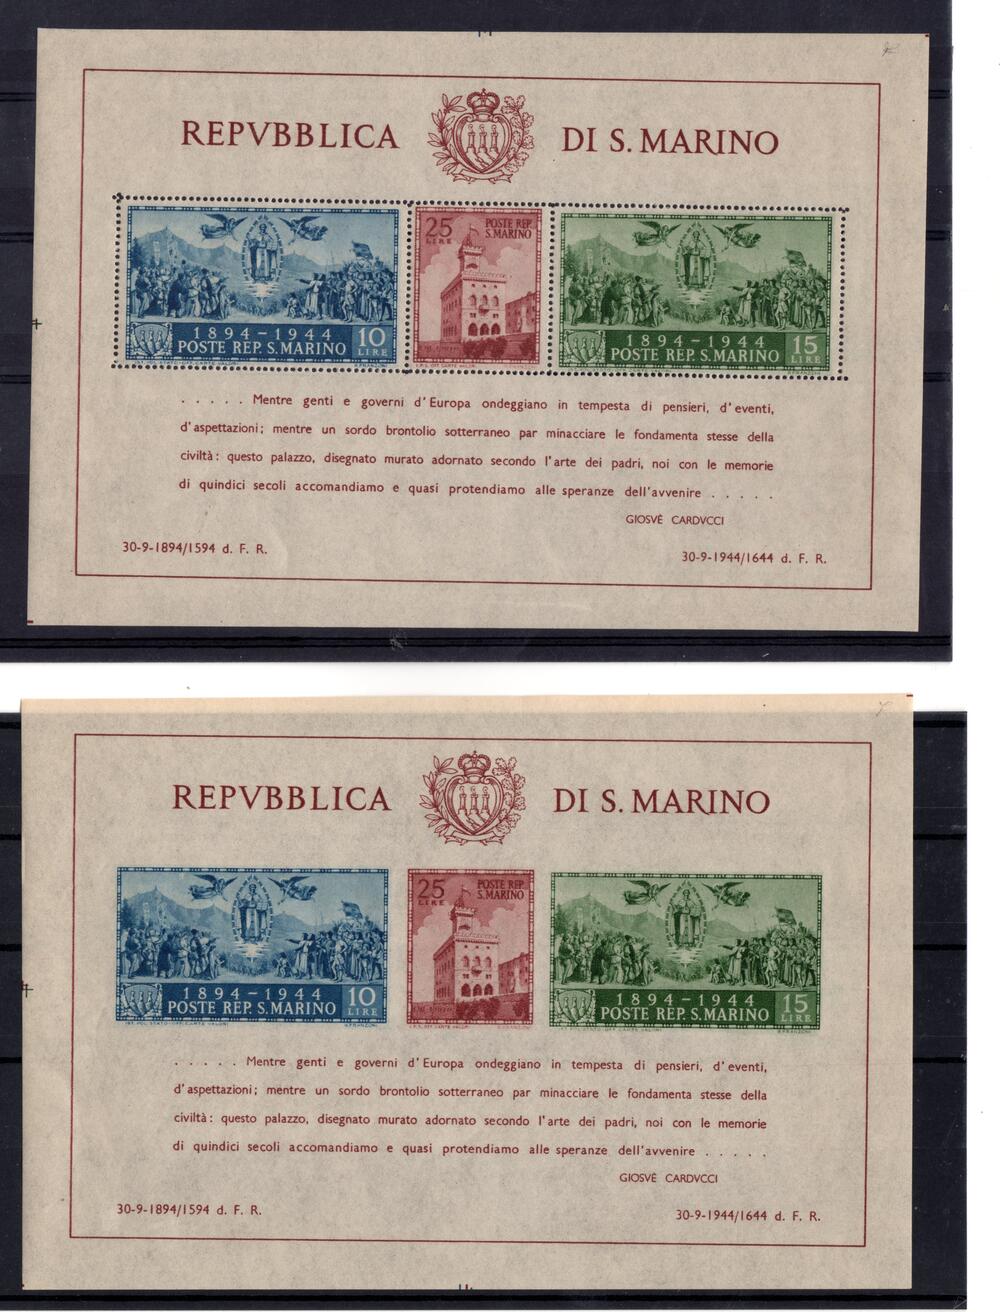 REPVBBLICA DI S. MARINO
25 LIRE
POSTE REP. S. MARINO
1894-1944 10 LIRE
POSTE REP. S. MARINO
1894-1944 15 LIRE
POSTE REP. S. MARINO
. . . . . Mentre genti e governi d'Europa ondeggiano in tempesta di pensieri, d'eventi,
d'aspettazioni; mentre un sordo brontolio sotterraneo par minacciare le fondamenta stesse della
civiltà: questo palazzo, disegnato murato adornato secondo l'arte dei padri, noi con le memorie
di quindici secoli accomandiamo e quasi protendiamo alle speranze dell'avvenire . . . . .
GIOSVÈ CARDVCCI
30-9-1894/1594 d. F. R.
30-9-1944/1644 d. F. R.
REPVBBLICA DI S. MARINO
25 LIRE
POSTE REP. S. MARINO
1894-1944 10 LIRE
POSTE REP. S. MARINO
1894-1944 15 LIRE
POSTE REP. S. MARINO
. . . . . Mentre genti e governi d'Europa ondeggiano in tempesta di pensieri, d'eventi,
d'aspettazioni; mentre un sordo brontolio sotterraneo par minacciare le fondamenta stesse della
civiltà: questo palazzo, disegnato murato adornato secondo l'arte dei padri, noi con le memorie
di quindici secoli accomandiamo e quasi protendiamo alle speranze dell'avvenire . . . . .
GIOSVÈ CARDVCCI
30-9-1894/1594 d. F. R.
30-9-1944/1644 d. F. R.